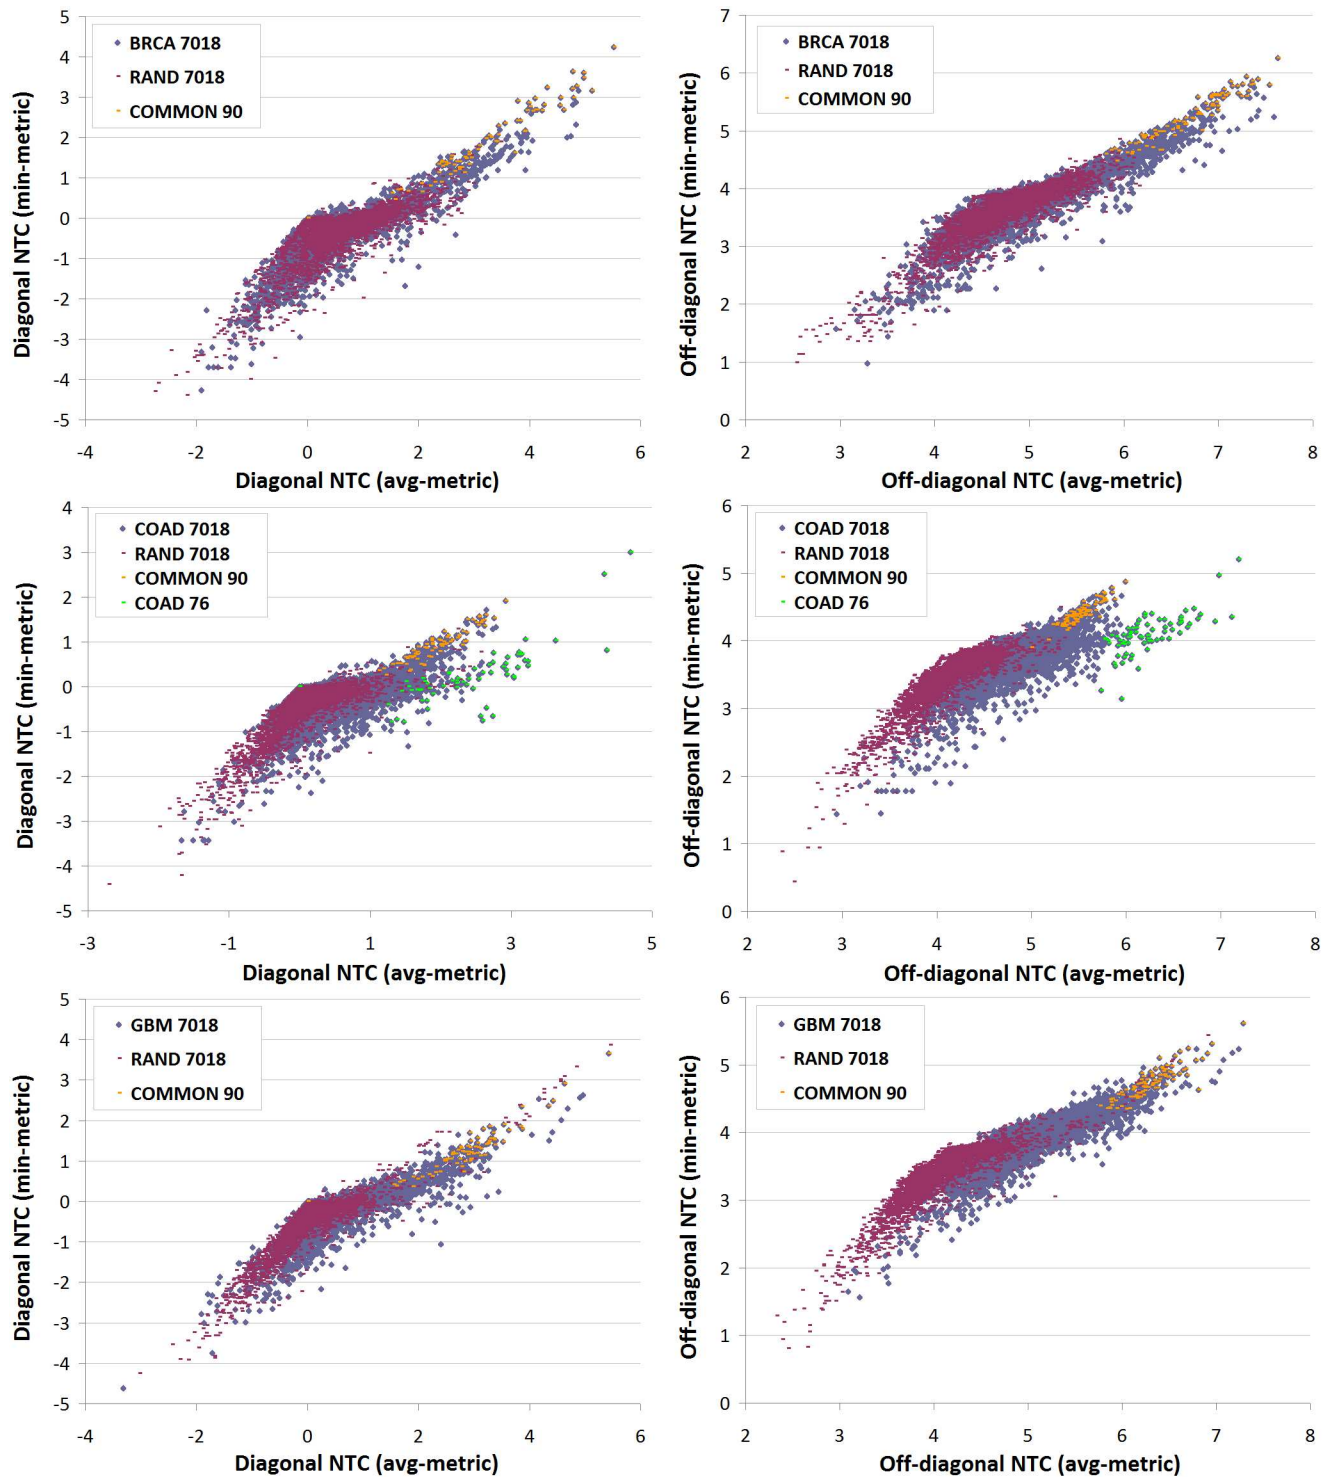 5
4
3
2
1
0
-1
-2
-3
-4
-5
Diagonal NTC (min-metric)
BRCA 7018
RAND 7018
COMMON 90
-4 -2 0 2 4 6
Diagonal NTC (avg-metric)
7
6
5
4
3
2
1
0
Off-diagonal NTC (min-metric)
BRCA 7018
RAND 7018
COMMON 90
2 3 4 5 6 7 8
Off-diagonal NTC (avg-metric)
4
3
2
1
0
-1
-2
-3
-4
-5
Diagonal NTC (min-metric)
COAD 7018
RAND 7018
COMMON 90
COAD 76
-3 -1 1 3 5
Diagonal NTC (avg-metric)
6
5
4
3
2
1
0
Off-diagonal NTC (min-metric)
COAD 7018
RAND 7018
COMMON 90
COAD 76
2 3 4 5 6 7 8
Off-diagonal NTC (avg-metric)
5
4
3
2
1
0
-1
-2
-3
-4
-5
Diagonal NTC (min-metric)
GBM 7018
RAND 7018
COMMON 90
-4 -2 0 2 4 6
Diagonal NTC (avg-metric)
6
5
4
3
2
1
0
Off-diagonal NTC (min-metric)
GBM 7018
RAND 7018
COMMON 90
2 3 4 5 6 7 8
Off-diagonal NTC (avg-metric)